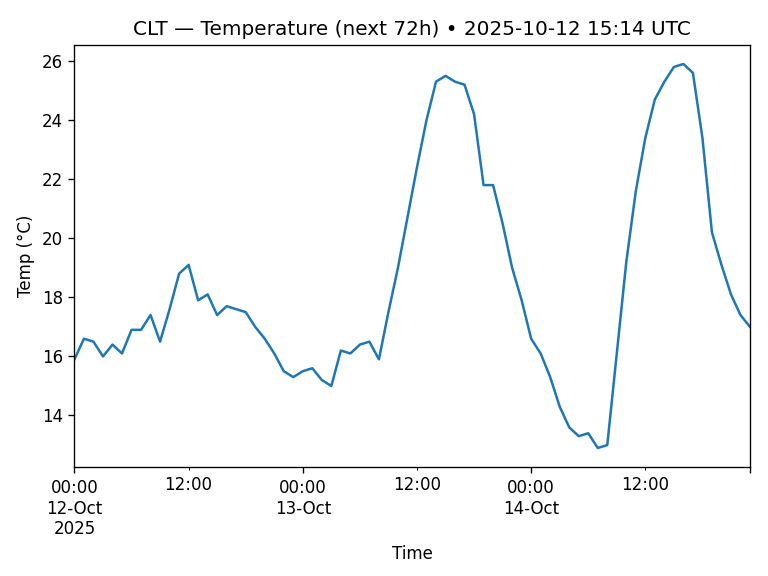 CLT — Temperature (next 72h) • 2025-10-12 15:14 UTC
26
24
22
20
18
16
14
Temp (°C)
00:00 12:00 00:00 12:00 00:00 12:00
12-Oct 13-Oct 14-Oct
2025
Time